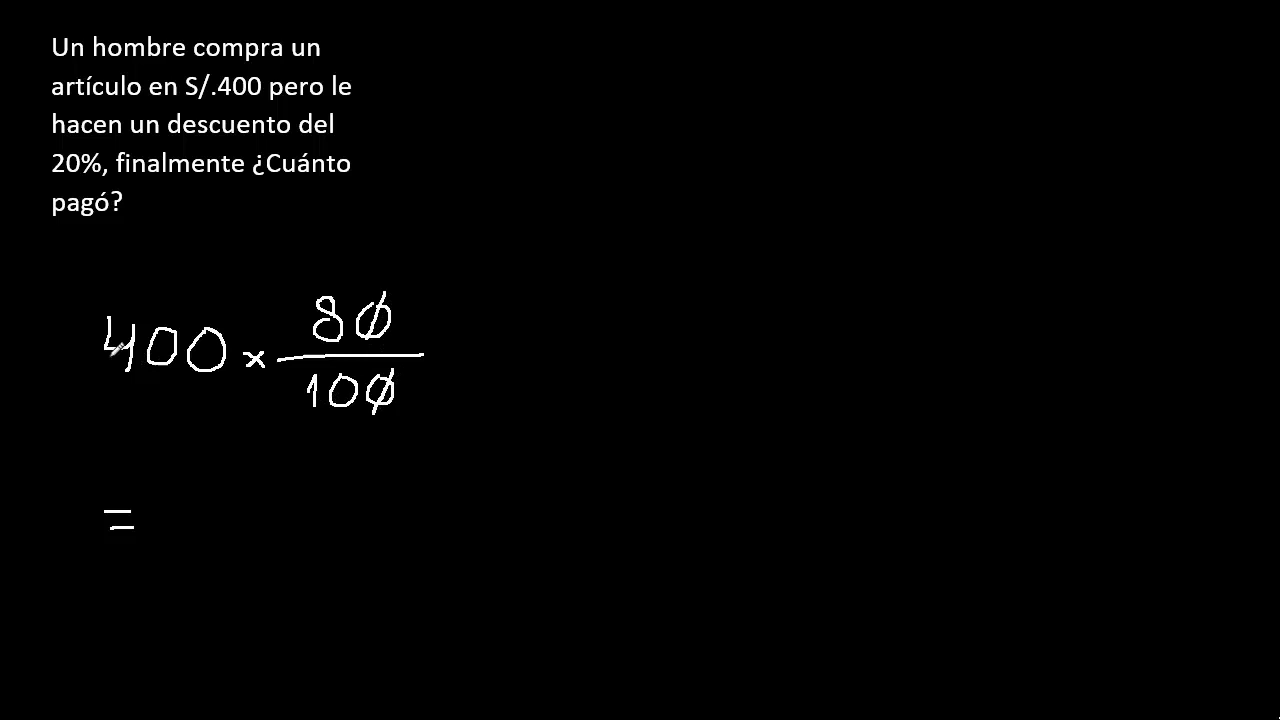 Un hombre compra un
artículo en S/.400 pero le
hacen un descuento del
20%, finalmente ¿Cuánto
pagó?
400 × 80/100
=